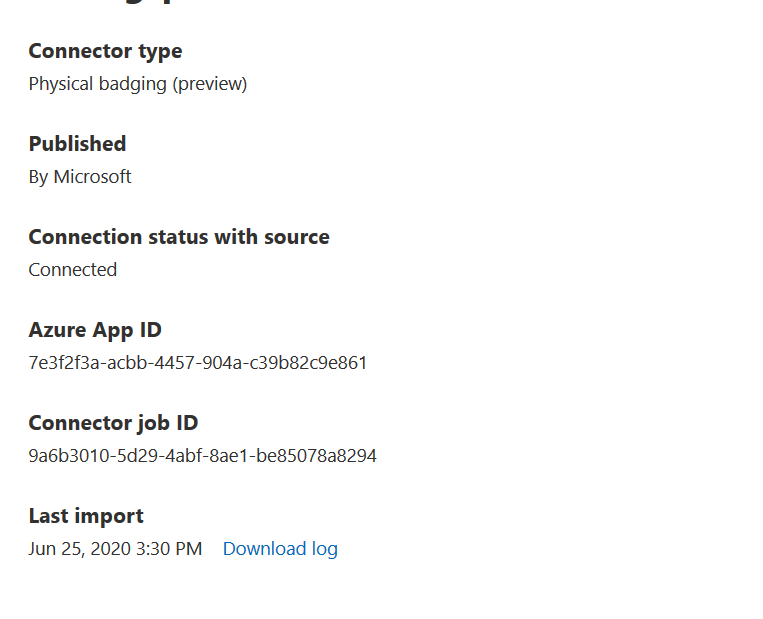 Connector type
Physical badging (preview)
Published
By Microsoft
Connection status with source
Connected
Azure App ID
7e3f2f3a-acbb-4457-904a-c39b82c9e861
Connector job ID
9a6b3010-5d29-4abf-8ae1-be85078a8294
Last import
Jun 25, 2020 3:30 PM Download log